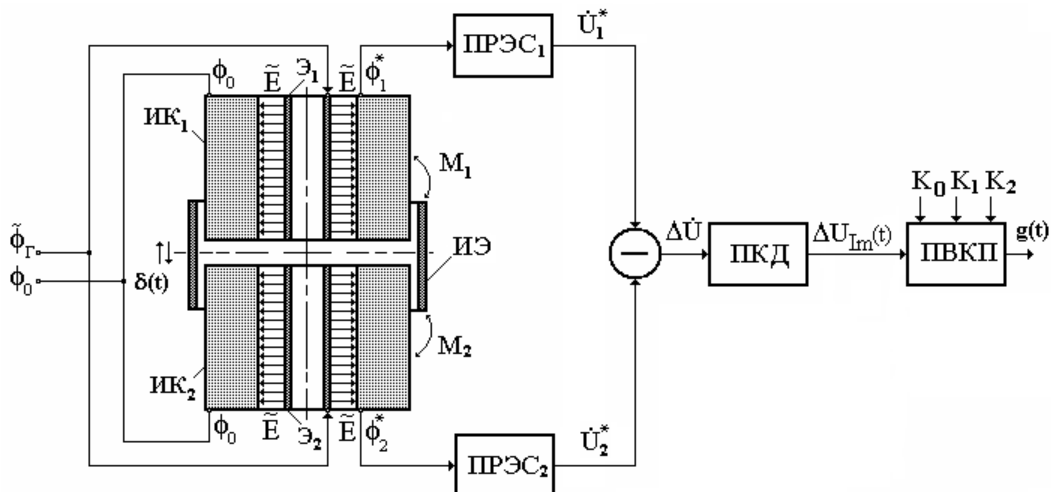 ПРЭС₁
U̇₁*
ϕ₀
Ẽ
Э₁
Ẽ
ϕ₁*
ИК₁
M₁
K₀
K₁
K₂
ϕ̃г
ϕ₀
δ(t)
ИЭ
ΔU̇
ПКД
ΔU_Im(t)
ПВКП
g(t)
M₂
ИК₂
ϕ₀
Ẽ
Э₂
Ẽ
ϕ₂*
U̇₂*
ПРЭС₂